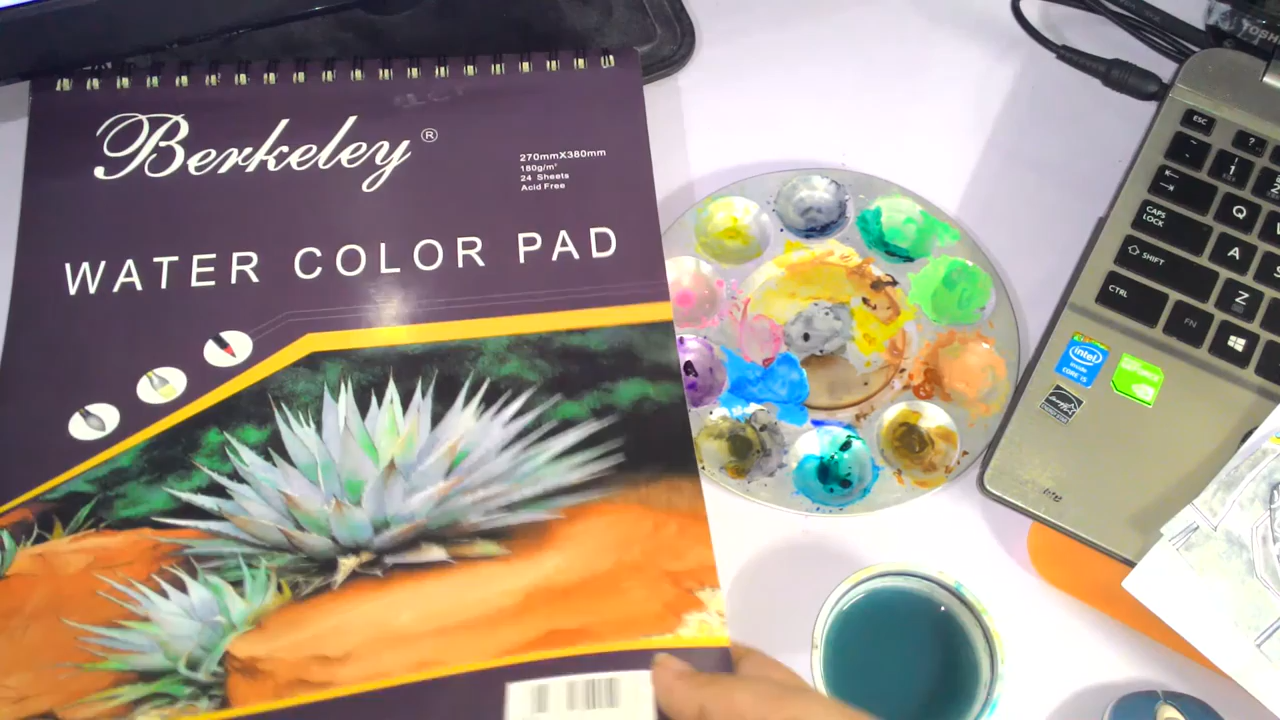 Berkeley®
270mmX380mm
180g/m²
24 Sheets
Acid Free
WATER COLOR PAD
TOSH
ESC
CAPS LOCK
SHIFT
CTRL
FN
Q
A
Z
intel
inside
CORE i5